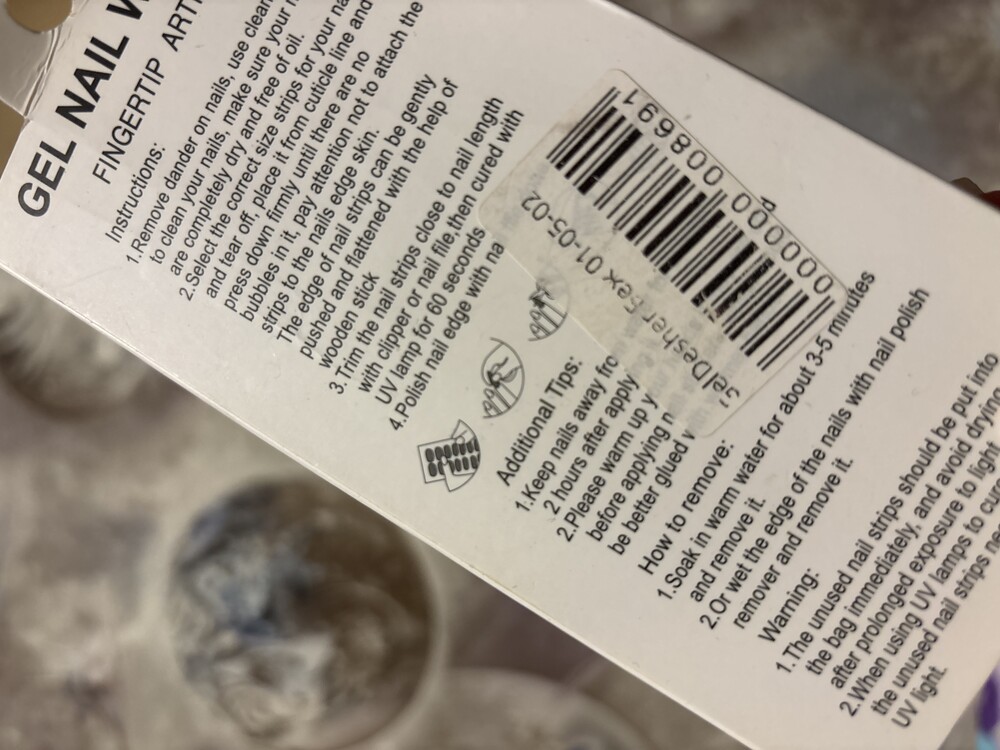 GEL NAIL
FINGERTIP ART
Instructions:
1.Remove dander on nails, use clean
to clean your nails, make sure your
are completely dry and free of oil.
2.Select the correct size strips for your
and tear off, place it from cuticle line and
press down firmly until there are no
bubbles in it, pay attention not to attach the
strips to the nails edge skin.
The edge of nail strips can be gently
pushed and flattened with the help of
wooden stick
3.Trim the nail strips close to nail length
with clipper or nail file,then cured with
UV lamp for 60 seconds
4.Polish nail edge with
Additional Tips:
1.Keep nails away
2 hours after apply
2.Please warm up
before applying
be better glued
How to remove:
1.Soak in warm water for about 3-5 minutes
and remove it.
2.Or wet the edge of the nails with nail polish
remover and remove it.
Warning:
1.The unused nail strips should be put into
the bag immediately, and avoid drying
after prolonged exposure to light.
2.When using UV lamps to
the unused nail strips
UV light.
01-05-02